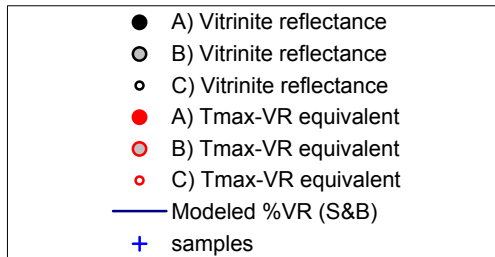 A) Vitrinite reflectance
B) Vitrinite reflectance
C) Vitrinite reflectance
A) Tmax-VR equivalent
B) Tmax-VR equivalent
C) Tmax-VR equivalent
Modeled %VR (S&B)
samples